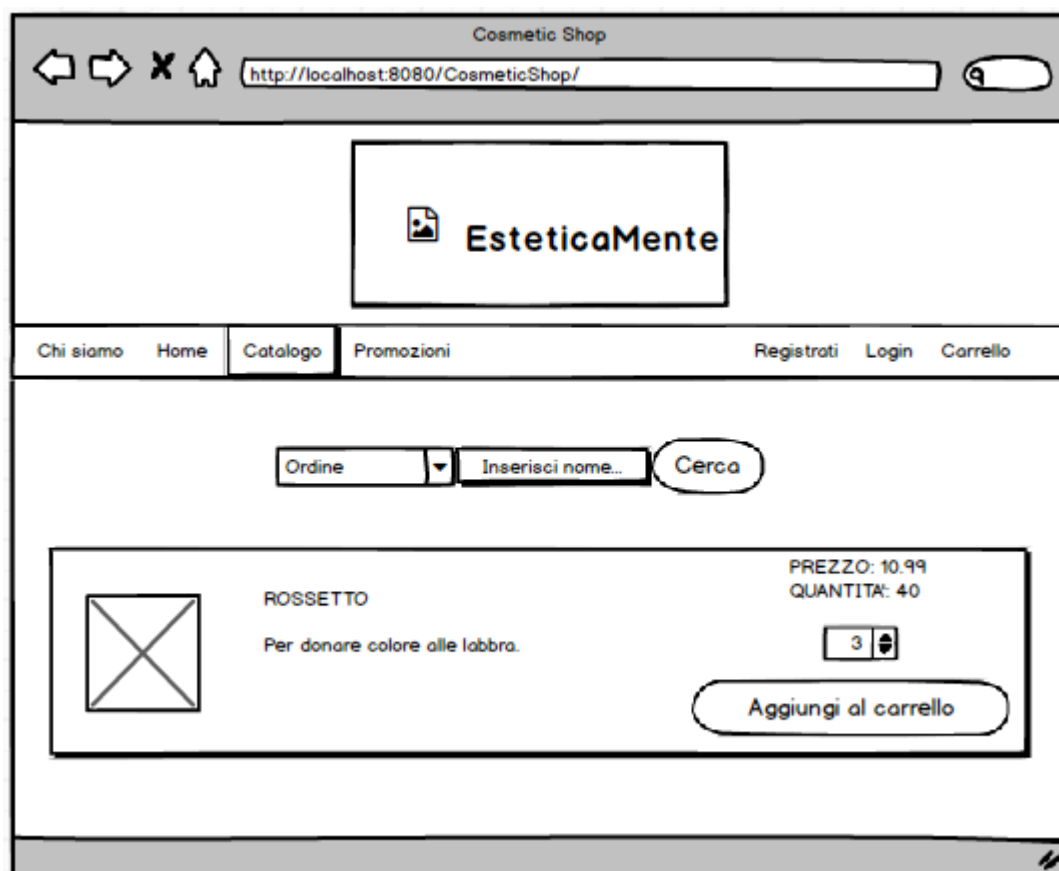 Cosmetic Shop
http://localhost:8080/CosmeticShop/
EsteticaMente
Chi siamo Home Catalogo Promozioni Registrati Login Carrello
Ordine Inserisci nome... Cerca
PREZZO: 10.99
QUANTITA': 40
ROSSETTO
Per donare colore alle labbra.
3
Aggiungi al carrello